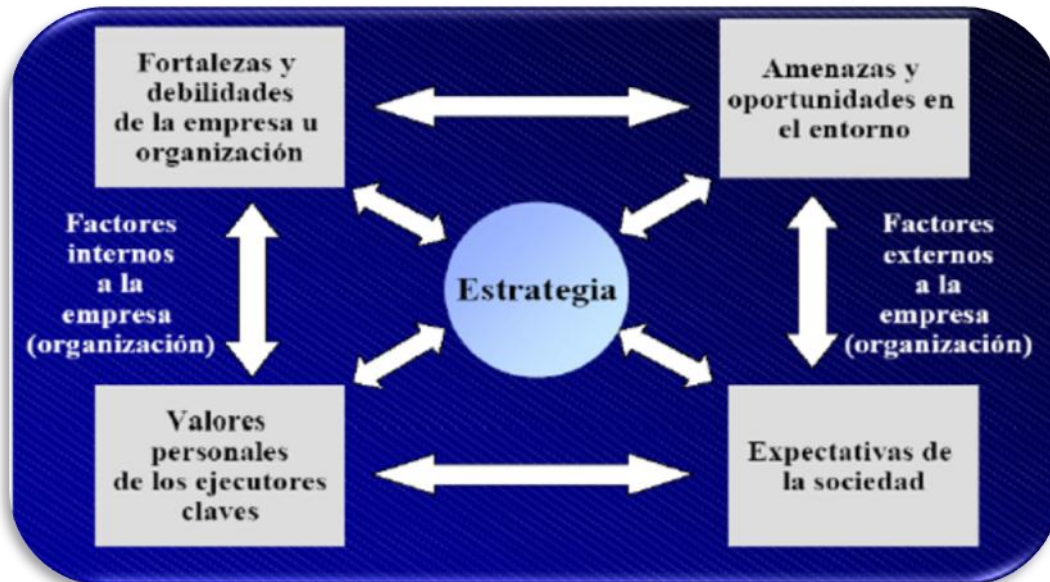 Fortalezas y
debilidades
de la empresa u
organización
Amenazas y
oportunidades en
el entorno
Factores
internos
a la
empresa
(organización)
Estrategia
Factores
externos
a la
empresa
(organización)
Valores
personales
de los ejecutores
claves
Expectativas de
la sociedad